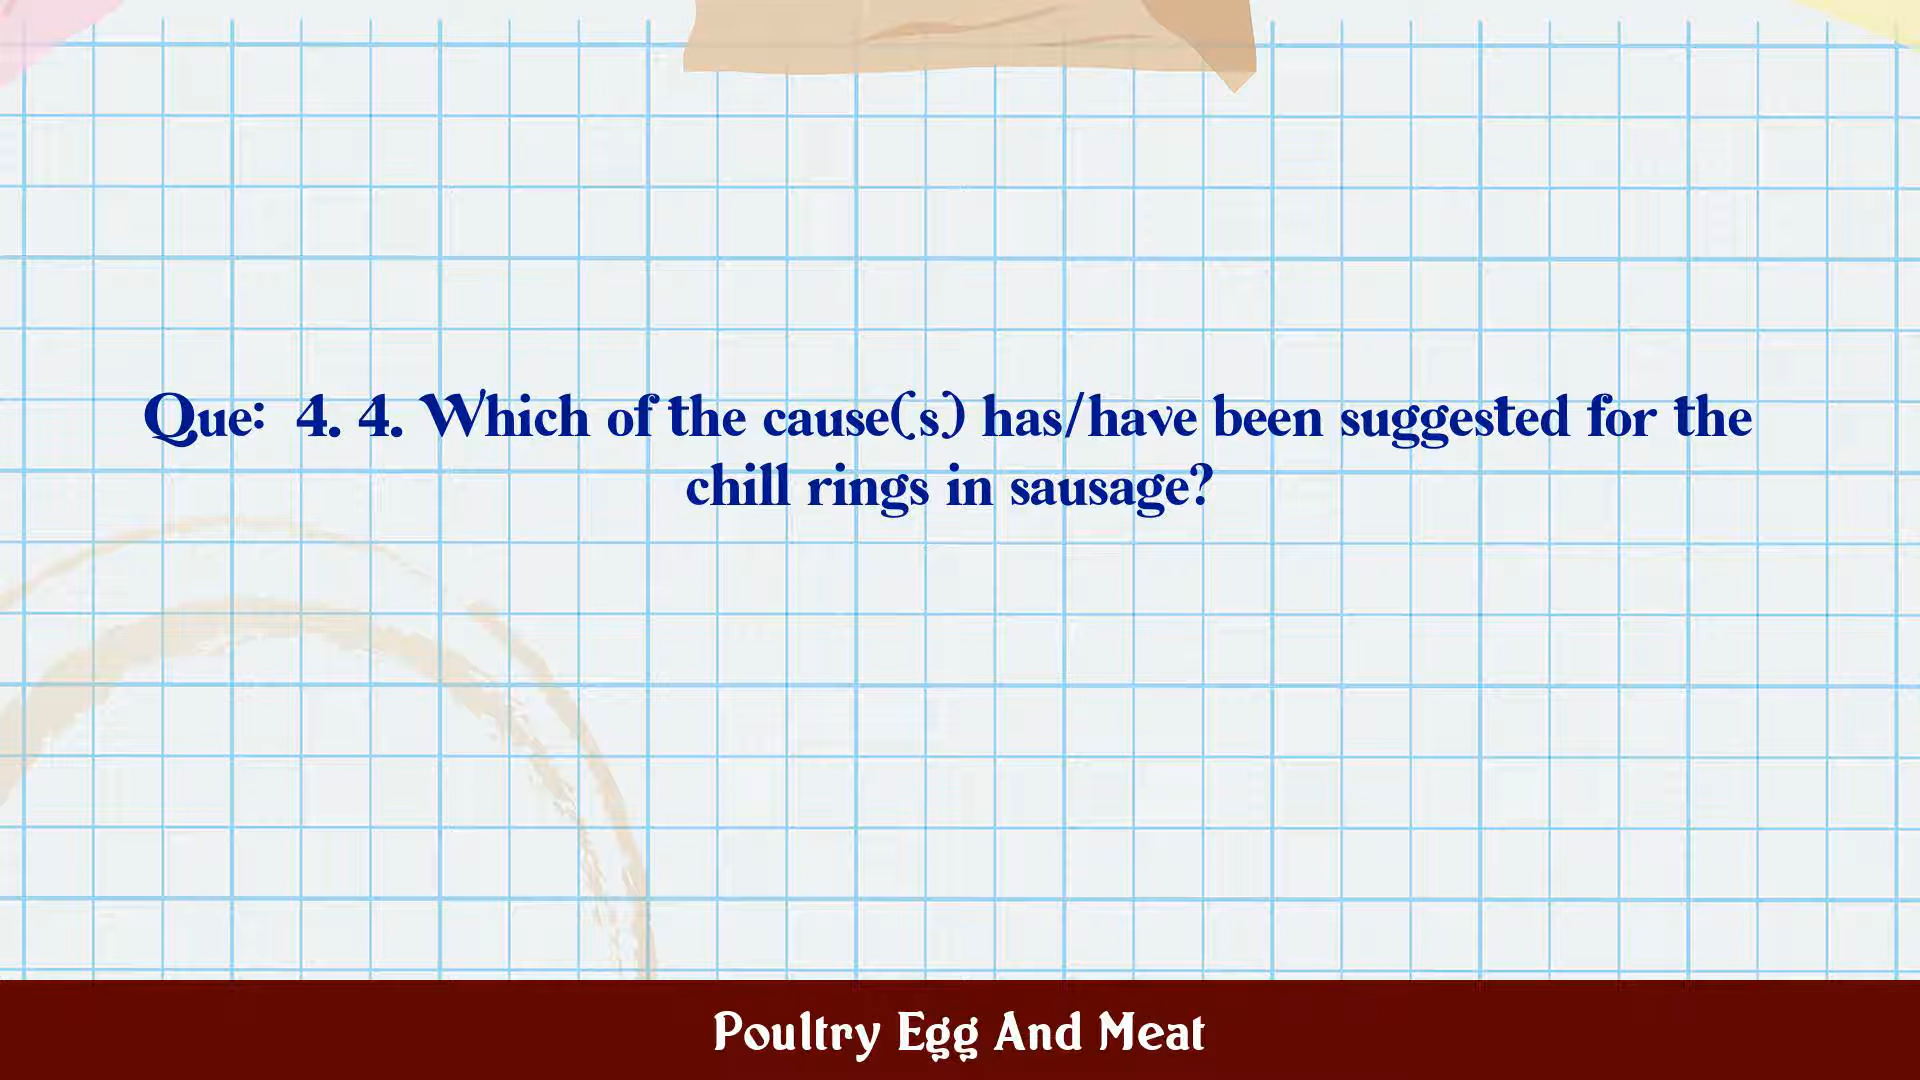 Que: 4. 4. Which of the cause(s) has/have been suggested for the
chill rings in sausage?
Poultry Egg And Meat